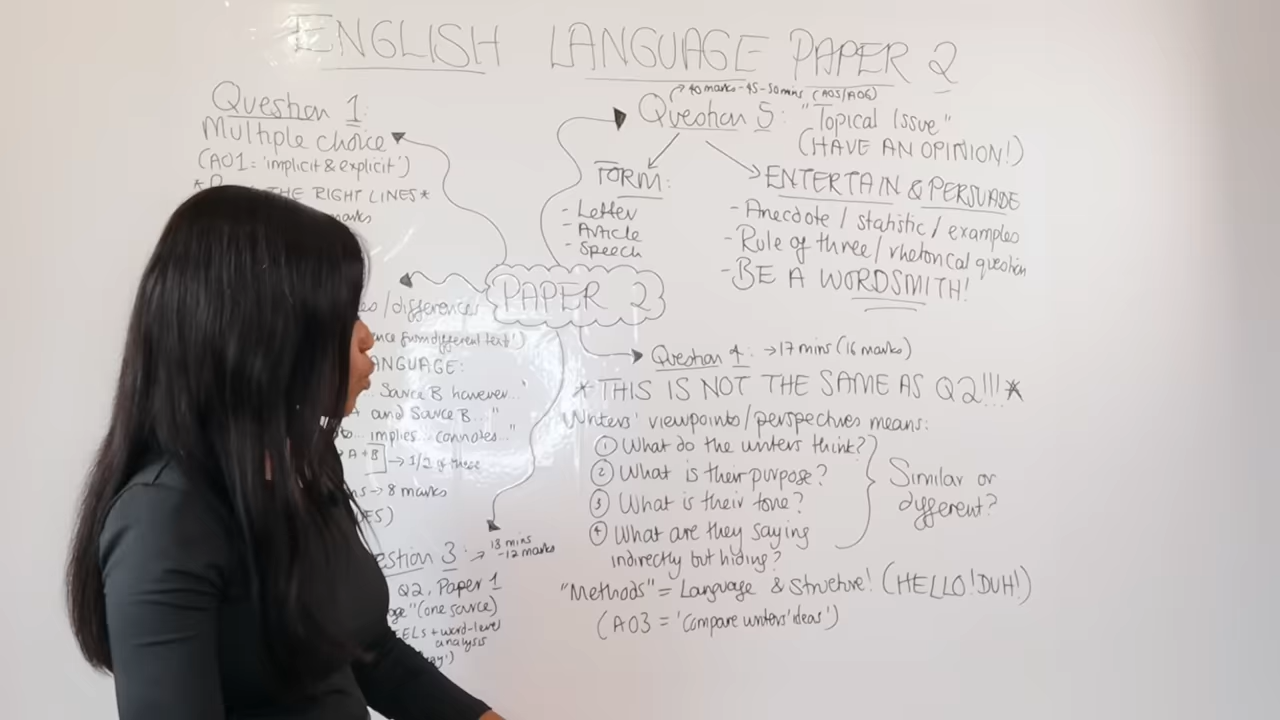 ENGLISH LANGUAGE PAPER 2
Question 1:
Multiple choice
(AO1 = 'implicit & explicit')
THE RIGHT LINES*
marks
/differences
from different text')
LANGUAGE:
... Source B however...'
and Source B..."
implies... connotes..."
A + B → 1/2 of these
→ 8 marks
Question 3: → 18 mins
-12 marks
Q2, Paper 1
(one source)
+ word-level
analysis
PAPER 2
→ 40 marks - 45-50mins (AO5/AO6)
Question 5: "Topical Issue"
(HAVE AN OPINION!)
FORM:
- Letter
- Article
- Speech
ENTERTAIN & PERSUADE
- Anecdote / statistic / examples
- Rule of three / rhetorical question
- BE A WORDSMITH!
Question 4: → 17 mins (16 marks)
*THIS IS NOT THE SAME AS Q2!!!*
Writers' viewpoints/perspectives means:
① What do the writers think?
② What is their purpose?
③ What is their tone?
④ What are they saying
indirectly but hiding?
Similar or
different?
"Methods" = Language & Structure! (HELLO! DUH!)
(AO3 = 'Compare writers' ideas')